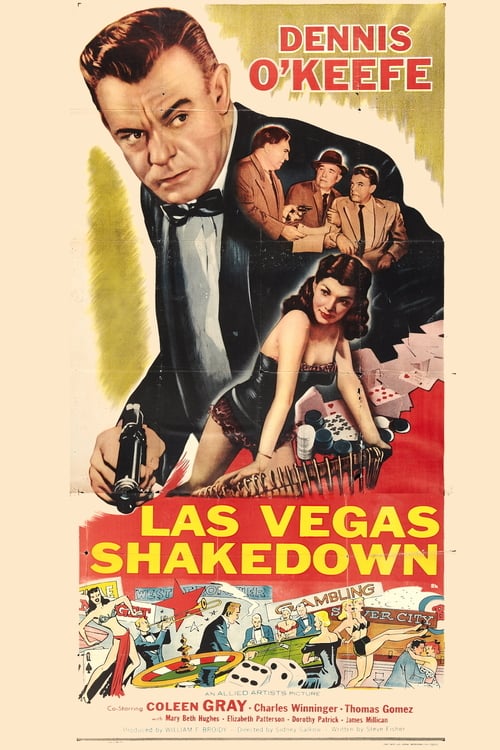 DENNIS
O'KEEFE
LAS VEGAS
SHAKEDOWN
GAMBLING
SILVER CITY
AN ALLIED ARTISTS PICTURE
Co-Starring COLEEN GRAY · Charles Winninger · Thomas Gomez
with Mary Beth Hughes · Elizabeth Patterson · Dorothy Patrick · James Millican
Produced by WILLIAM F. BROIDY · Directed by Sidney Salkow · Written by Steve Fisher